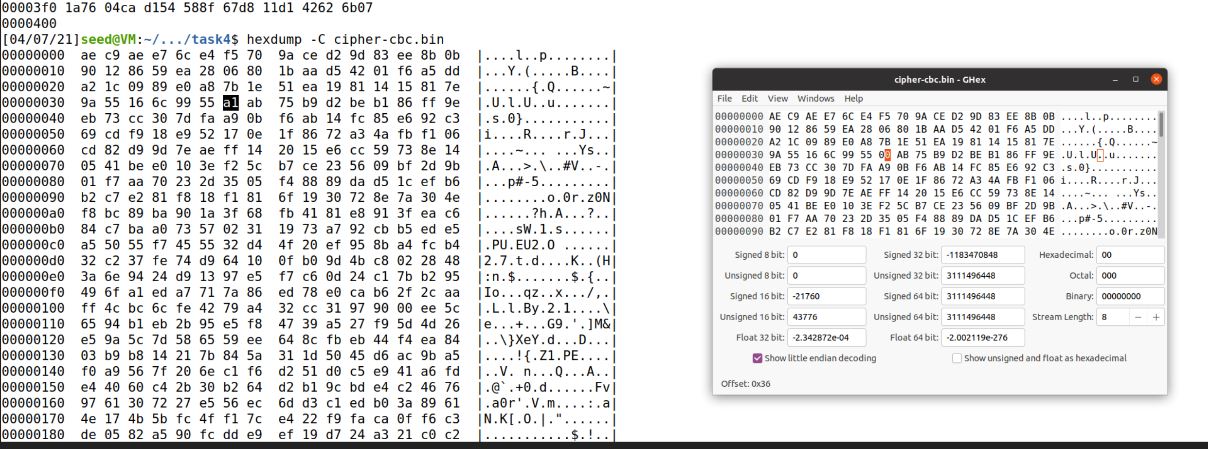 00003f0 1a76 04ca d154 588f 67d8 11d1 4262 6b07
0000400
[04/07/21]seed@VM:~/.../task4$ hexdump -C cipher-cbc.bin
00000000  ae c9 ae e7 6c e4 f5 70  9a ce d2 9d 83 ee 8b 0b  |....l..p........|
00000010  90 12 86 59 ea 28 06 80  1b aa d5 42 01 f6 a5 dd  |...Y.(.....B....|
00000020  a2 1c 09 89 e0 a8 7b 1e  51 ea 19 81 14 15 81 7e  |......{.Q......~|
00000030  9a 55 16 6c 99 55 a1 ab  75 b9 d2 be b1 86 ff 9e  |.U.l.U..u.......|
00000040  eb 73 cc 30 7d fa a9 0b  f6 ab 14 fc 85 e6 92 c3  |.s.0}...........|
00000050  69 cd f9 18 e9 52 17 0e  1f 86 72 a3 4a fb f1 06  |i....R....r.J...|
00000060  cd 82 d9 9d 7e ae ff 14  20 15 e6 cc 59 73 8e 14  |....~... ...Ys..|
00000070  05 41 be e0 10 3e f2 5c  b7 ce 23 56 09 bf 2d 9b  |.A...>.\..#V..-.|
00000080  01 f7 aa 70 23 2d 35 05  f4 88 89 da d5 1c ef b6  |...p#-5.........|
00000090  b2 c7 e2 81 f8 18 f1 81  6f 19 30 72 8e 7a 30 4e  |........o.0r.z0N|
000000a0  f8 bc 89 ba 90 1a 3f 68  fb 41 81 e8 91 3f ea c6  |......?h.A...?..|
000000b0  84 c7 ba a0 73 57 02 31  19 73 a7 92 cb b5 ed e5  |....sW.1.s......|
000000c0  a5 50 55 f7 45 55 32 d4  4f 20 ef 95 8b a4 fc b4  |.PU.EU2.O ......|
000000d0  32 c2 37 fe 74 d9 64 10  0f b0 9d 4b c8 02 28 48  |2.7.t.d....K..(H|
000000e0  3a 6e 94 24 d9 13 97 e5  f7 c6 0d 24 c1 7b b2 95  |:n.$.......$.{..|
000000f0  49 6f a1 ed a7 71 7a 86  ed 78 e0 ca b6 2f 2c aa  |Io...qz..x.../,.|
00000100  ff 4c bc 6c fe 42 79 a4  32 cc 31 97 90 00 ee 5c  |.L.l.By.2.1....\|
00000110  65 94 b1 eb 2b 95 e5 f8  47 39 a5 27 f9 5d 4d 26  |e...+...G9.'.]M&|
00000120  e5 9a 5c 7d 58 65 59 ee  64 8c fb eb 44 f4 ea 84  |..\}XeY.d...D...|
00000130  03 b9 b8 14 21 7b 84 5a  31 1d 50 45 d6 ac 9b a5  |....!{.Z1.PE....|
00000140  f0 a9 56 7f 20 6e c1 f6  d2 51 d0 c5 e9 41 a6 fd  |..V. n...Q...A..|
00000150  e4 40 60 c4 2b 30 b2 64  d2 b1 9c bd e4 c2 46 76  |.@`.+0.d......Fv|
00000160  97 61 30 72 27 e5 56 ec  6d d3 c1 ed b0 3a 89 61  |.a0r'.V.m....:.a|
00000170  4e 17 4b 5b fc 4f f1 7c  e4 22 f9 fa ca 0f f6 c3  |N.K[.O.|."......|
00000180  de 05 82 a5 90 fc dd e9  ef 19 d7 24 a3 21 c0 c2  |...........$.!..|
cipher-cbc.bin - GHex
File Edit View Windows Help
00000000 AE C9 AE E7 6C E4 F5 70 9A CE D2 9D 83 EE 8B 0B ....l..p........
00000010 90 12 86 59 EA 28 06 80 1B AA D5 42 01 F6 A5 DD ...Y.(.....B....
00000020 A2 1C 09 89 E0 A8 7B 1E 51 EA 19 81 14 15 81 7E ......{.Q......~
00000030 9A 55 16 6C 99 55 00 AB 75 B9 D2 BE B1 86 FF 9E .U.l.U..u.......
00000040 EB 73 CC 30 7D FA A9 0B F6 AB 14 FC 85 E6 92 C3 .s.0}...........
00000050 69 CD F9 18 E9 52 17 0E 1F 86 72 A3 4A FB F1 06 i....R....r.J...
00000060 CD 82 D9 9D 7E AE FF 14 20 15 E6 CC 59 73 8E 14 ....~... ...Ys..
00000070 05 41 BE E0 10 3E F2 5C B7 CE 23 56 09 BF 2D 9B .A...>.\..#V..-.
00000080 01 F7 AA 70 23 2D 35 05 F4 88 89 DA D5 1C EF B6 ...p#-5.........
00000090 B2 C7 E2 81 F8 18 F1 81 6F 19 30 72 8E 7A 30 4E ........o.0r.z0N
Signed 8 bit: 0 Signed 32 bit: -1183470848 Hexadecimal: 00
Unsigned 8 bit: 0 Unsigned 32 bit: 3111496448 Octal: 000
Signed 16 bit: -21760 Signed 64 bit: 3111496448 Binary: 00000000
Unsigned 16 bit: 43776 Unsigned 64 bit: 3111496448 Stream Length: 8 - +
Float 32 bit: -2.342872e-04 Float 64 bit: -2.002119e-276
Show little endian decoding Show unsigned and float as hexadecimal
Offset: 0x36